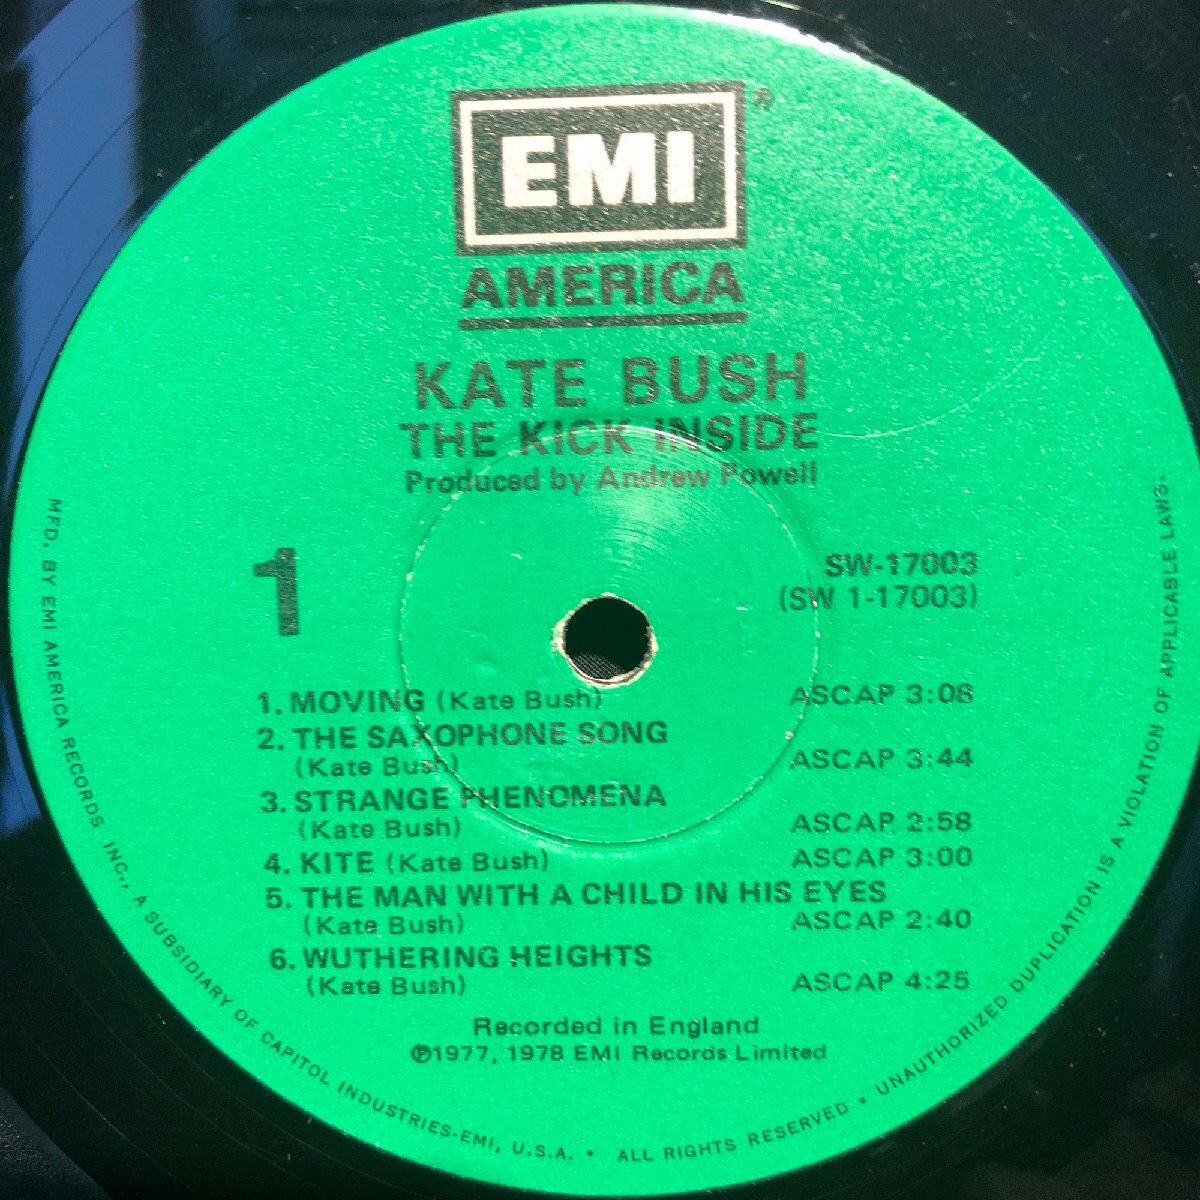 EMI ®
AMERICA
KATE BUSH
THE KICK INSIDE
Produced by Andrew Powell
1
SW-17003
(SW 1-17003)
1. MOVING (Kate Bush) ASCAP 3:08
2. THE SAXOPHONE SONG
(Kate Bush) ASCAP 3:44
3. STRANGE PHENOMENA
(Kate Bush) ASCAP 2:58
4. KITE (Kate Bush) ASCAP 3:00
5. THE MAN WITH A CHILD IN HIS EYES
(Kate Bush) ASCAP 2:40
6. WUTHERING HEIGHTS
(Kate Bush) ASCAP 4:25
Recorded in England
℗1977, 1978 EMI Records Limited
MFD. BY EMI AMERICA RECORDS INC., A SUBSIDIARY OF CAPITOL INDUSTRIES-EMI, U.S.A. • ALL RIGHTS RESERVED • UNAUTHORIZED DUPLICATION IS A VIOLATION OF APPLICABLE LAWS.